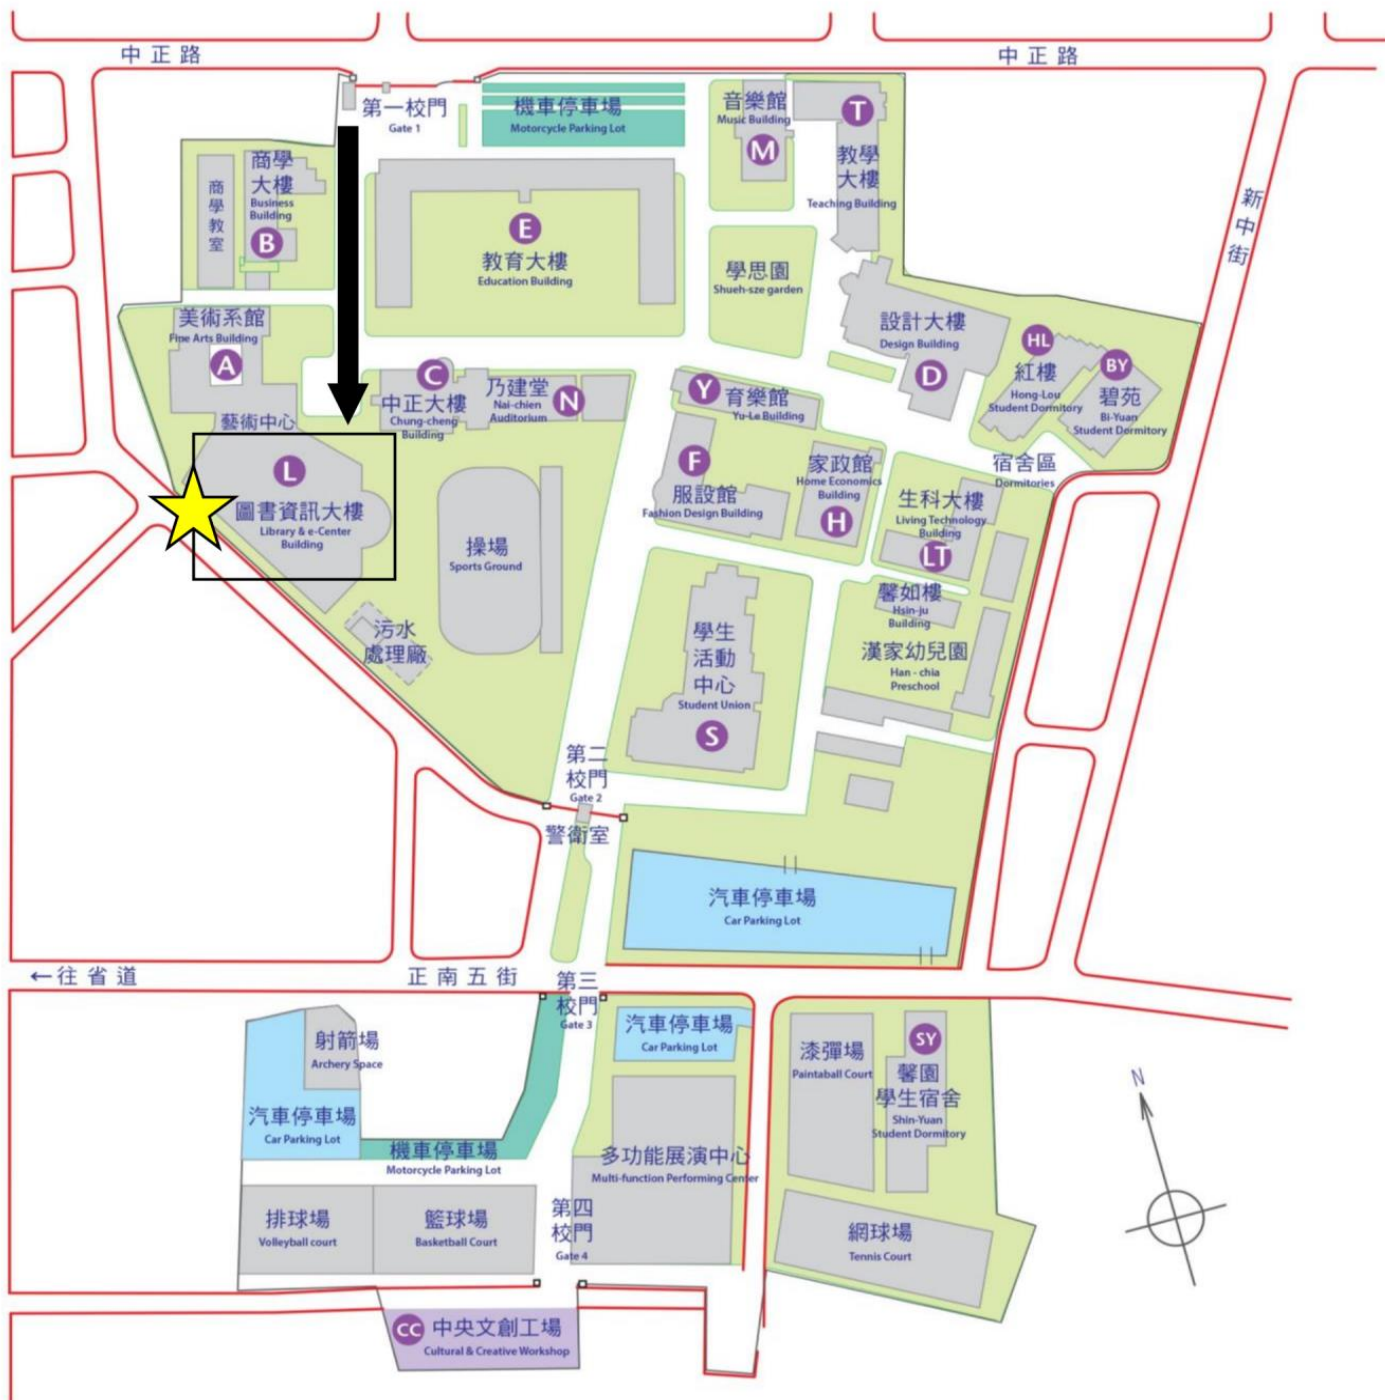 中正路
中正路
第一校門
Gate 1
機車停車場
Motorcycle Parking Lot
音樂館
Music Building
M
T
教學
大樓
Teaching Building
新中街
商學
大樓
Business
Building
B
商學教室
E
教育大樓
Education Building
學思園
Shueh-sze garden
設計大樓
Design Building
D
HL
紅樓
Hong-Lou
Student Dormitory
BY
碧苑
Bi-Yuan
Student Dormitory
美術系館
Fine Arts Building
A
藝術中心
C
中正大樓
Chung-cheng
Building
乃建堂
Nai-chien
Auditorium
N
Y
育樂館
Yu-Le Building
L
圖書資訊大樓
Library & e-Center
Building
操場
Sports Ground
F
服設館
Fashion Design Building
家政館
Home Economics
Building
H
宿舍區
Dormitories
生科大樓
Living Technology
Building
LT
馨如樓
Hsin-ju
Building
漢家幼兒園
Han - chia
Preschool
污水
處理廠
學生
活動
中心
Student Union
S
第二
校門
Gate 2
警衛室
汽車停車場
Car Parking Lot
←往省道
正南五街
第三
校門
Gate 3
射箭場
Archery Space
汽車停車場
Car Parking Lot
汽車停車場
Car Parking Lot
機車停車場
Motorcycle Parking Lot
漆彈場
Paintaball Court
SY
馨園
學生宿舍
Shin-Yuan
Student Dormitory
多功能展演中心
Multi-function Performing Center
排球場
Volleyball court
籃球場
Basketball Court
第四
校門
Gate 4
網球場
Tennis Court
N
CC
中央文創工場
Cultural & Creative Workshop